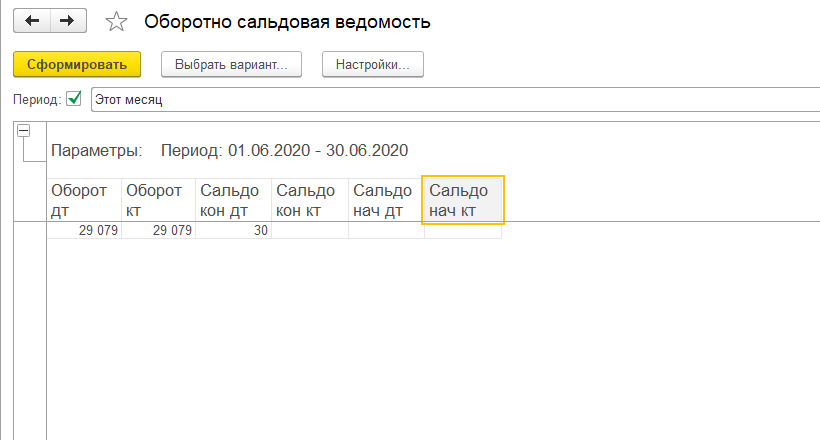 Оборотно сальдовая ведомость
Сформировать Выбрать вариант... Настройки...
Период: Этот месяц
Параметры: Период: 01.06.2020 - 30.06.2020
Оборот дт Оборот кт Сальдо кон дт Сальдо кон кт Сальдо нач дт Сальдо нач кт
29 079 29 079 30